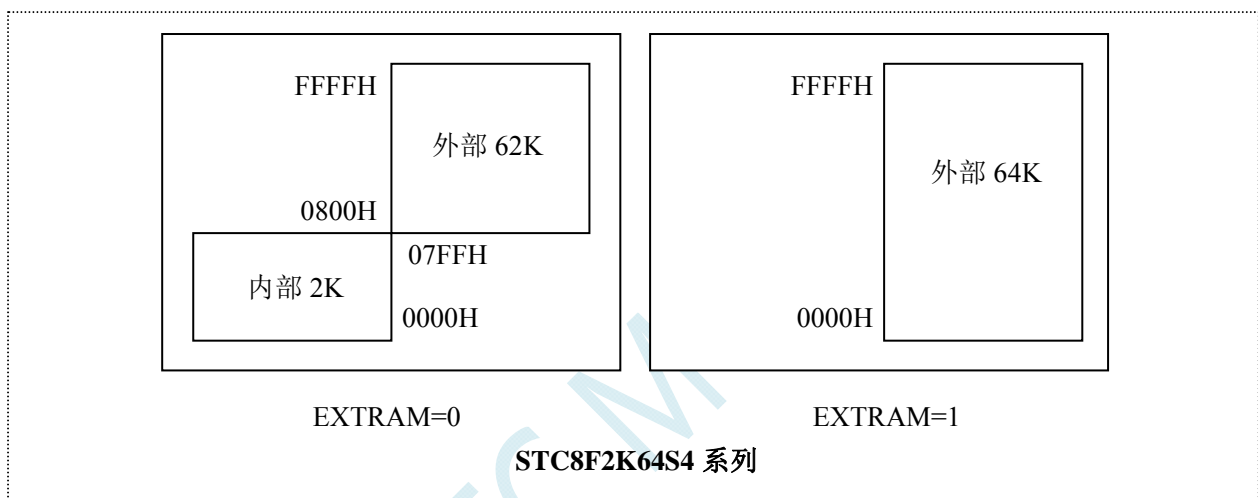 FFFFH
外部 62K
0800H
07FFH
内部 2K
0000H
EXTRAM=0
FFFFH
外部 64K
0000H
EXTRAM=1
STC8F2K64S4 系列